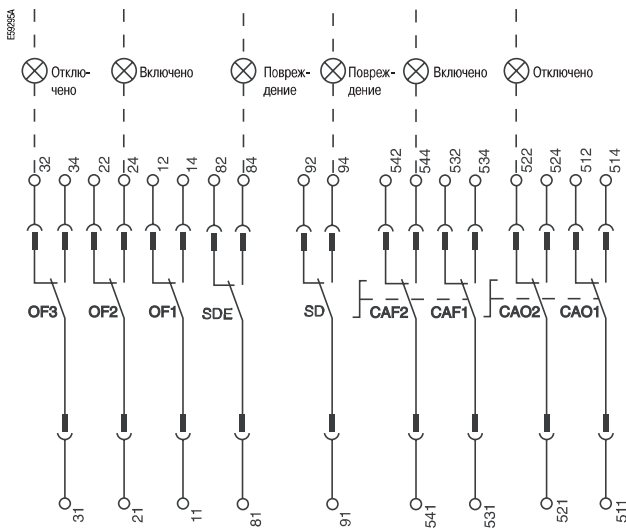 E59295A
Отклю-
чено
Включено
Повреж-
дение
Повреж-
дение
Включено
Отключено
32 34 22 24 12 14 82 84 92 94 542 544 532 534 522 524 512 514
OF3 OF2 OF1 SDE SD CAF2 CAF1 CAO2 CAO1
31 21 11 81 91 541 531 521 511